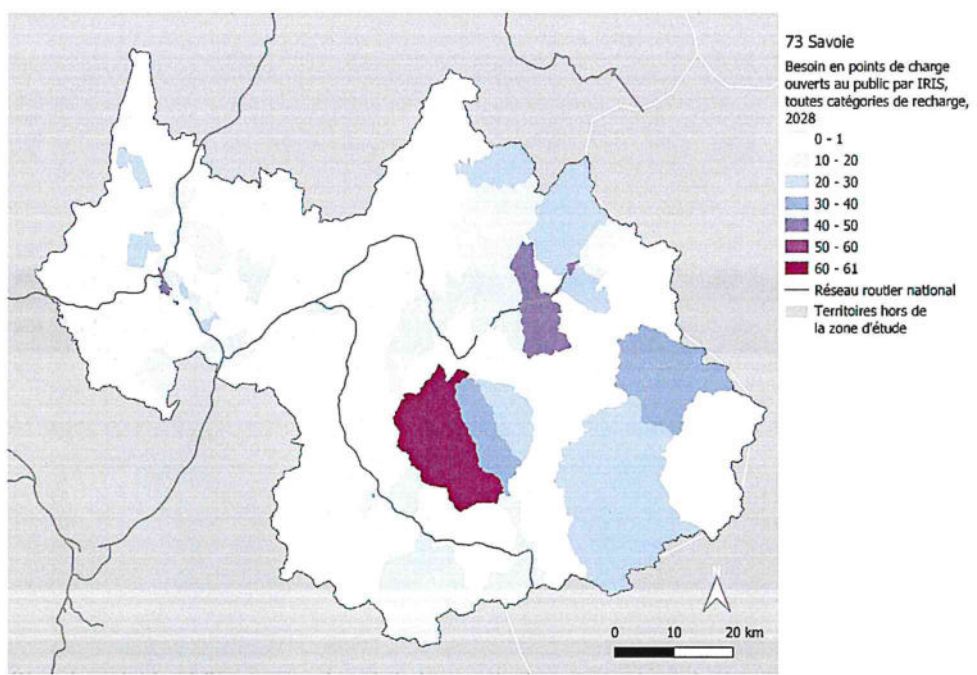 73 Savoie
Besoin en points de charge
ouverts au public par IRIS,
toutes catégories de recharge,
2028
0 - 1
10 - 20
20 - 30
30 - 40
40 - 50
50 - 60
60 - 61
Réseau routier national
Territoires hors de
la zone d'étude
N
0 10 20 km